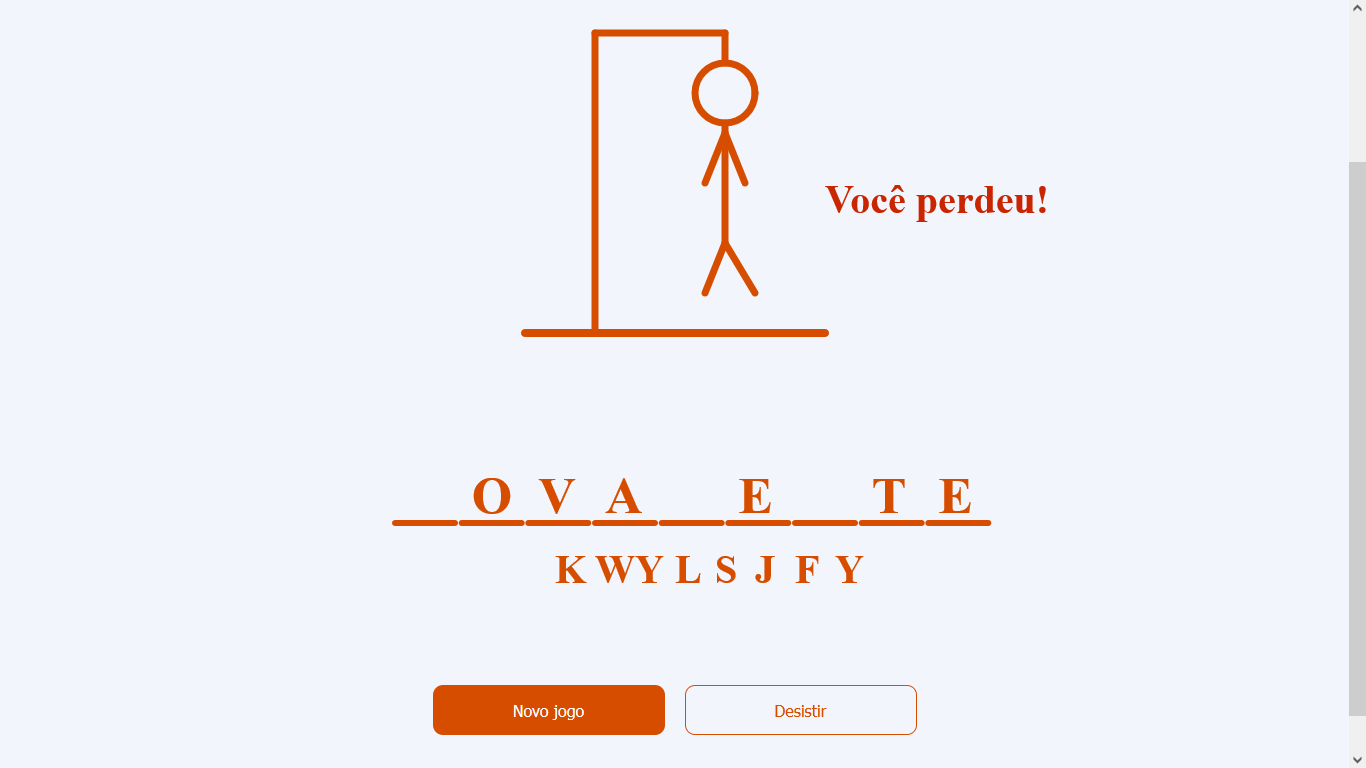 Você perdeu!
_ O V A _ E _ T E
K W Y L S J F Y
Novo jogo
Desistir